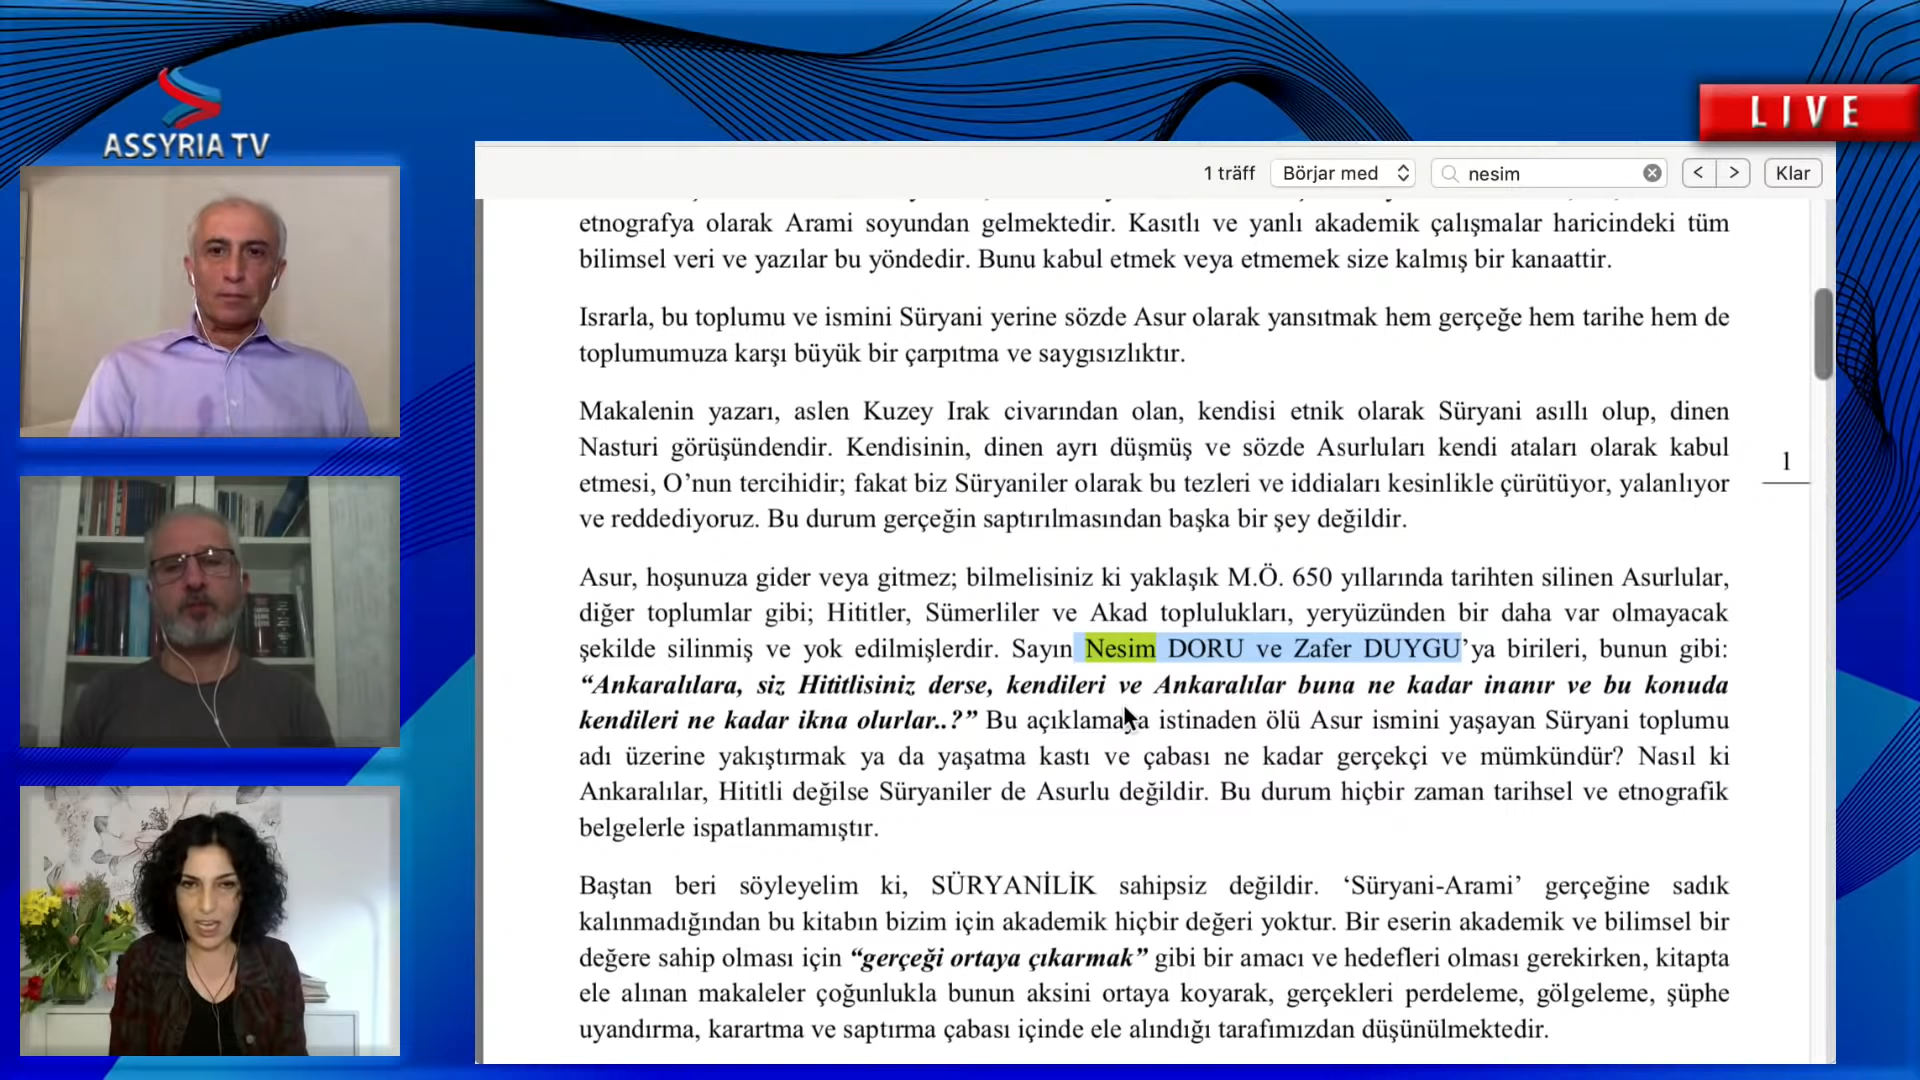 ASSYRIA TV
LIVE
1 träff
Börjar med
nesim
<
>
Klar
etnografya olarak Arami soyundan gelmektedir. Kasıtlı ve yanlı akademik çalışmalar haricindeki tüm
bilimsel veri ve yazılar bu yöndedir. Bunu kabul etmek veya etmemek size kalmış bir kanaattir.
Israrla, bu toplumu ve ismini Süryani yerine sözde Asur olarak yansıtmak hem gerçeğe hem tarihe hem de
toplumumuza karşı büyük bir çarpıtma ve saygısızlıktır.
Makalenin yazarı, aslen Kuzey Irak civarından olan, kendisi etnik olarak Süryani asıllı olup, dinen
Nasturi görüşündendir. Kendisinin, dinen ayrı düşmüş ve sözde Asurluları kendi ataları olarak kabul
etmesi, O’nun tercihidir; fakat biz Süryaniler olarak bu tezleri ve iddiaları kesinlikle çürütüyor, yalanlıyor
ve reddediyoruz. Bu durum gerçeğin saptırılmasından başka bir şey değildir.
1
Asur, hoşunuza gider veya gitmez; bilmelisiniz ki yaklaşık M.Ö. 650 yıllarında tarihten silinen Asurlular,
diğer toplumlar gibi; Hititler, Sümerliler ve Akad toplulukları, yeryüzünden bir daha var olmayacak
şekilde silinmiş ve yok edilmişlerdir. Sayın Nesim DORU ve Zafer DUYGU’ya birileri, bunun gibi:
“Ankaralılara, siz Hititlisiniz derse, kendileri ve Ankaralılar buna ne kadar inanır ve bu konuda
kendileri ne kadar ikna olurlar..?” Bu açıklamaya istinaden ölü Asur ismini yaşayan Süryani toplumu
adı üzerine yakıştırmak ya da yaşatma kastı ve çabası ne kadar gerçekçi ve mümkündür? Nasıl ki
Ankaralılar, Hititli değilse Süryaniler de Asurlu değildir. Bu durum hiçbir zaman tarihsel ve etnografik
belgelerle ispatlanmamıştır.
Baştan beri söyleyelim ki, SÜRYANİLİK sahipsiz değildir. ‘Süryani-Arami’ gerçeğine sadık
kalınmadığından bu kitabın bizim için akademik hiçbir değeri yoktur. Bir eserin akademik ve bilimsel bir
değere sahip olması için “gerçeği ortaya çıkarmak” gibi bir amacı ve hedefleri olması gerekirken, kitapta
ele alınan makaleler çoğunlukla bunun aksini ortaya koyarak, gerçekleri perdeleme, gölgeleme, şüphe
uyandırma, karartma ve saptırma çabası içinde ele alındığı tarafımızdan düşünülmektedir.